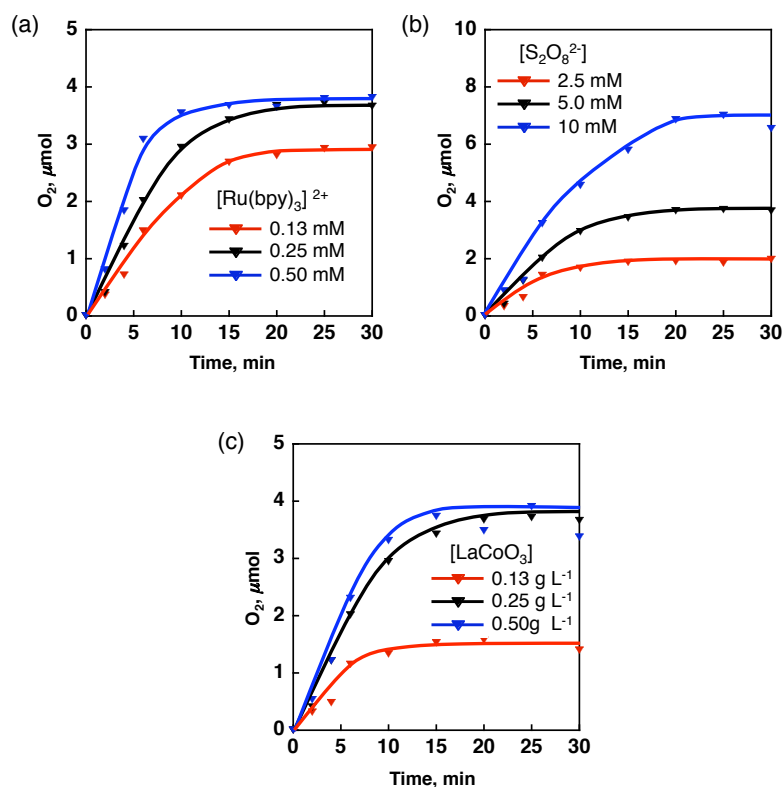 (a)
5
4
3
2
1
0
O₂, μmol
[Ru(bpy)₃] ²⁺
0.13 mM
0.25 mM
0.50 mM
0 5 10 15 20 25 30
Time, min
(b)
10
8
6
4
2
0
O₂, μmol
[S₂O₈²⁻]
2.5 mM
5.0 mM
10 mM
0 5 10 15 20 25 30
Time, min
(c)
5
4
3
2
1
0
O₂, μmol
[LaCoO₃]
0.13 g L⁻¹
0.25 g L⁻¹
0.50g L⁻¹
0 5 10 15 20 25 30
Time, min